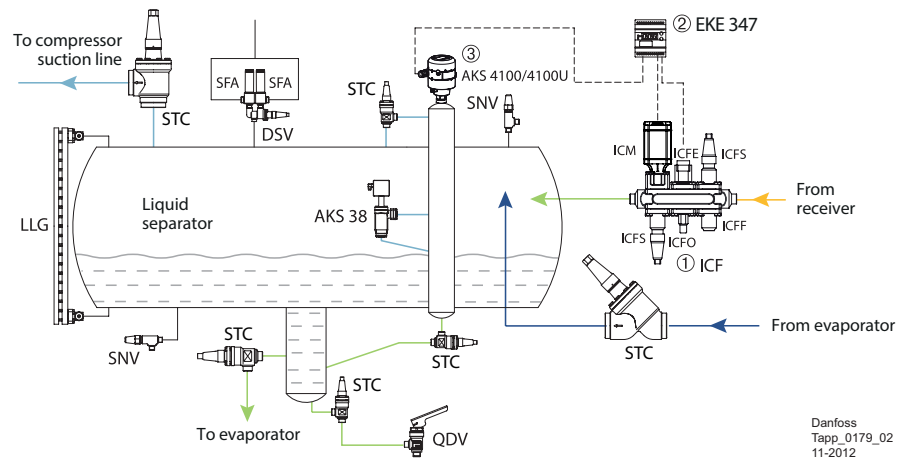 To compressor
suction line
STC
SFA
SFA
DSV
STC
③
AKS 4100/4100U
SNV
② EKE 347
ICM
ICFE
ICFS
From
receiver
ICFS
ICFO
ICFF
① ICF
LLG
Liquid
separator
AKS 38
STC
From evaporator
SNV
STC
STC
STC
To evaporator
QDV
Danfoss
Tapp_0179_02
11-2012